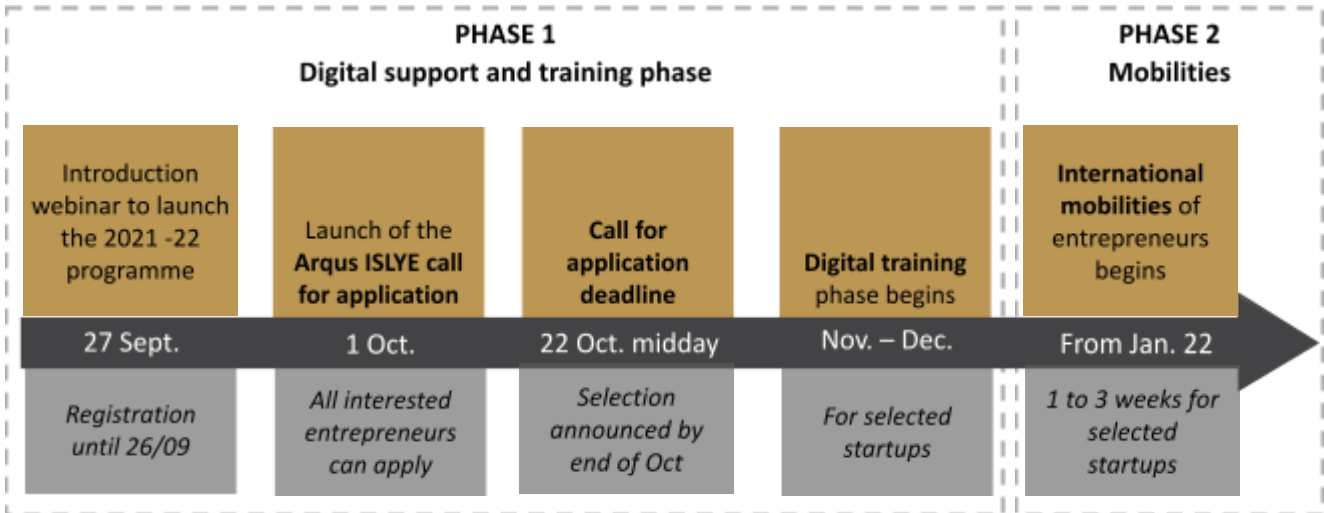 PHASE 1
Digital support and training phase
PHASE 2
Mobilities
Introduction
webinar to launch
the 2021 -22
programme
Launch of the
Arqus ISLYE call
for application
Call for
application
deadline
Digital training
phase begins
International
mobilities of
entrepreneurs
begins
27 Sept.
1 Oct.
22 Oct. midday
Nov. – Dec.
From Jan. 22
Registration
until 26/09
All interested
entrepreneurs
can apply
Selection
announced by
end of Oct
For selected
startups
1 to 3 weeks for
selected
startups